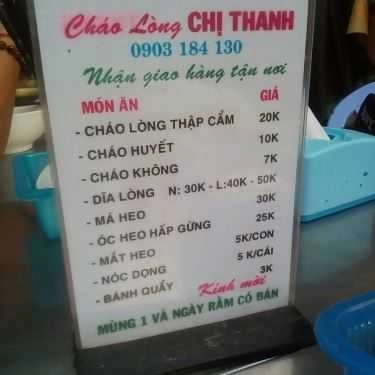 Cháo Lòng CHỊ THANH
0903 184 130
Nhận giao hàng tận nơi
MÓN ĂN GIÁ
- CHÁO LÒNG THẬP CẨM 20K
- CHÁO HUYẾT 10K
- CHÁO KHÔNG 7K
- DĨA LÒNG N: 30K - L:40K - 50K
- MÁ HEO 30K
- ÓC HEO HẤP GỪNG 25K
- MẮT HEO 5K/CON
- NÓC DỌNG 5 K/CÁI
- BÁNH QUẨY 3K
Kính mời
MÙNG 1 VÀ NGÀY RẰM CÓ BÁN